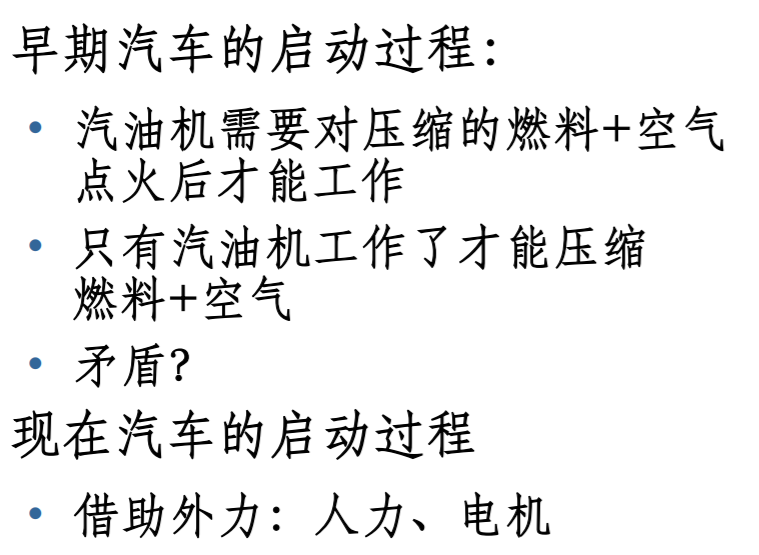 早期汽车的启动过程:
• 汽油机需要对压缩的燃料+空气
点火后才能工作
• 只有汽油机工作了才能压缩
燃料+空气
• 矛盾?
现在汽车的启动过程
• 借助外力: 人力、电机